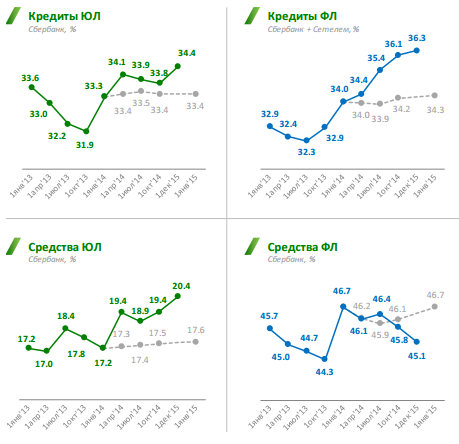 Кредиты ЮЛ
Сбербанк, %
33.6
33.0
32.2
31.9
33.3
34.1
33.9
33.8
34.4
33.4
33.5
33.4
33.4
1янв'13
1апр'13
1июл'13
1окт'13
1янв'14
1апр'14
1июл'14
1окт'14
1дек'15
1янв'15
Кредиты ФЛ
Сбербанк + Сетелем, %
32.9
32.4
32.3
32.9
34.0
34.4
35.4
36.1
36.3
34.0
33.9
34.2
34.3
1янв'13
1апр'13
1июл'13
1окт'13
1янв'14
1апр'14
1июл'14
1окт'14
1дек'15
1янв'15
Средства ЮЛ
Сбербанк, %
17.2
17.0
18.4
17.8
17.2
19.4
18.9
19.4
20.4
17.3
17.4
17.5
17.6
1янв'13
1апр'13
1июл'13
1окт'13
1янв'14
1апр'14
1июл'14
1окт'14
1дек'15
1янв'15
Средства ФЛ
Сбербанк, %
45.7
45.0
44.7
44.3
46.7
46.1
46.4
45.8
45.1
46.2
45.9
46.1
46.7
1янв'13
1апр'13
1июл'13
1окт'13
1янв'14
1апр'14
1июл'14
1окт'14
1дек'15
1янв'15